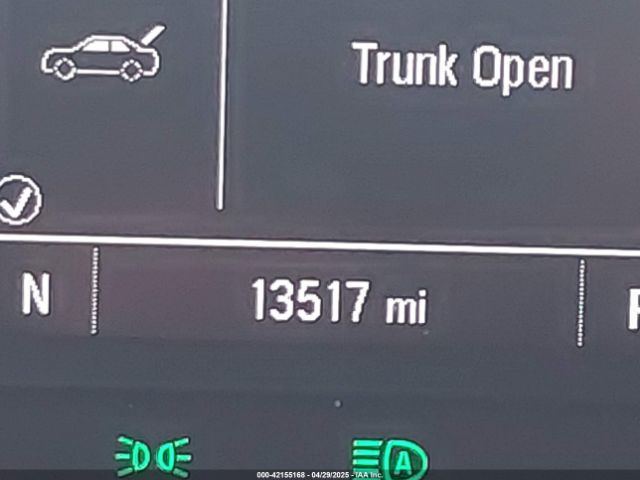 Trunk Open
N
13517 mi
A
000-42155168 - 04/29/2025 - IAA Inc.